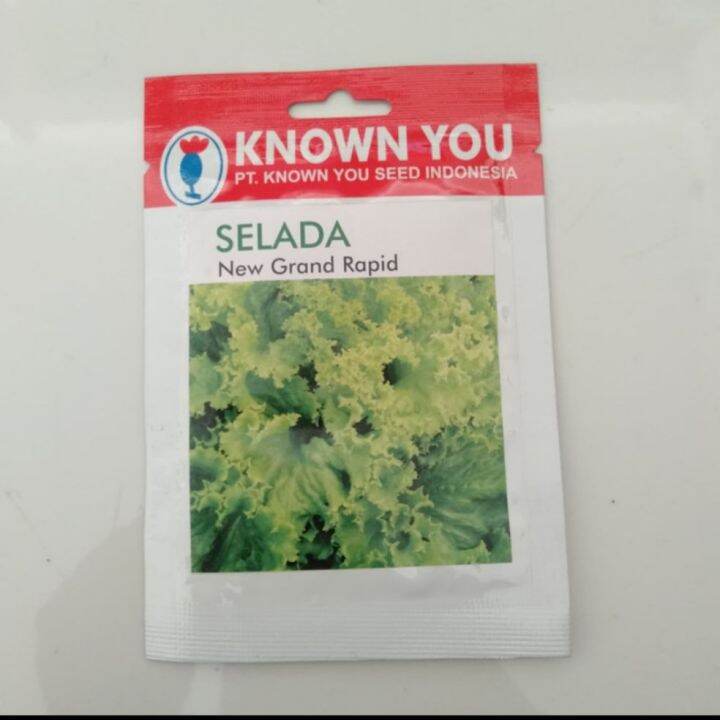 KNOWN YOU
PT. KNOWN YOU SEED INDONESIA
SELADA
New Grand Rapid